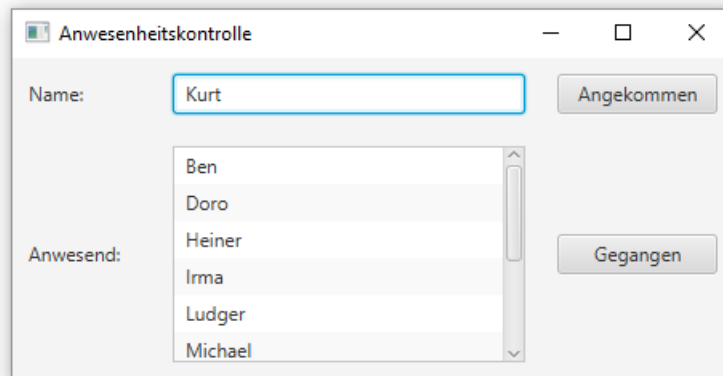 Anwesenheitskontrolle
Name: Kurt Angekommen
Ben
Doro
Heiner
Anwesend: Gegangen
Irma
Ludger
Michael